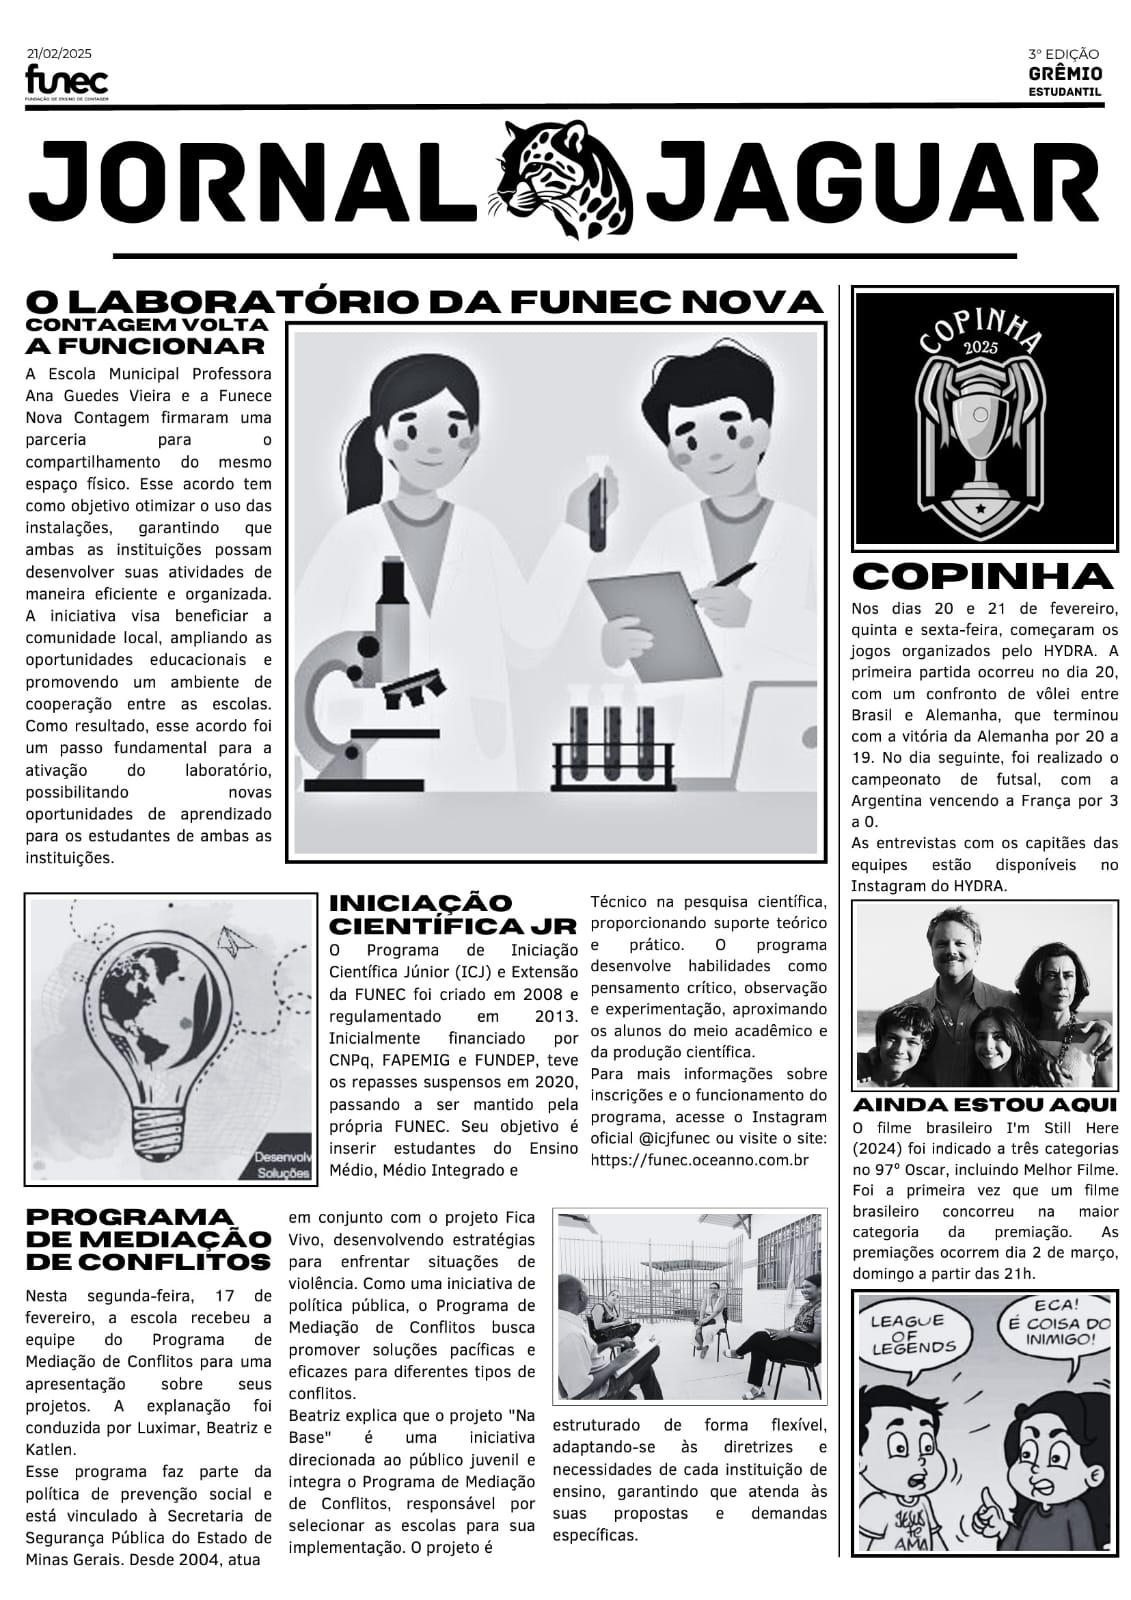 21/02/2025
funec
FUNDAÇÃO DE ENSINO DE CONTAGEM
3º EDIÇÃO
GRÊMIO
ESTUDANTIL
JORNAL JAGUAR
O LABORATÓRIO DA FUNEC NOVA
CONTAGEM VOLTA
A FUNCIONAR
A Escola Municipal Professora
Ana Guedes Vieira e a Funece
Nova Contagem firmaram uma
parceria para o
compartilhamento do mesmo
espaço físico. Esse acordo tem
como objetivo otimizar o uso das
instalações, garantindo que
ambas as instituições possam
desenvolver suas atividades de
maneira eficiente e organizada.
A iniciativa visa beneficiar a
comunidade local, ampliando as
oportunidades educacionais e
promovendo um ambiente de
cooperação entre as escolas.
Como resultado, esse acordo foi
um passo fundamental para a
ativação do laboratório,
possibilitando novas
oportunidades de aprendizado
para os estudantes de ambas as
instituições.
Desenvolv
Soluções
INICIAÇÃO
CIENTÍFICA JR
O Programa de Iniciação
Científica Júnior (ICJ) e Extensão
da FUNEC foi criado em 2008 e
regulamentado em 2013.
Inicialmente financiado por
CNPq, FAPEMIG e FUNDEP, teve
os repasses suspensos em 2020,
passando a ser mantido pela
própria FUNEC. Seu objetivo é
inserir estudantes do Ensino
Médio, Médio Integrado e
Técnico na pesquisa científica,
proporcionando suporte teórico
e prático. O programa
desenvolve habilidades como
pensamento crítico, observação
e experimentação, aproximando
os alunos do meio acadêmico e
da produção científica.
Para mais informações sobre
inscrições e o funcionamento do
programa, acesse o Instagram
oficial @icjfunec ou visite o site:
https://funec.oceanno.com.br
PROGRAMA
DE MEDIAÇÃO
DE CONFLITOS
Nesta segunda-feira, 17 de
fevereiro, a escola recebeu a
equipe do Programa de
Mediação de Conflitos para uma
apresentação sobre seus
projetos. A explanação foi
conduzida por Luximar, Beatriz e
Katlen.
Esse programa faz parte da
política de prevenção social e
está vinculado à Secretaria de
Segurança Pública do Estado de
Minas Gerais. Desde 2004, atua
em conjunto com o projeto Fica
Vivo, desenvolvendo estratégias
para enfrentar situações de
violência. Como uma iniciativa de
política pública, o Programa de
Mediação de Conflitos busca
promover soluções pacíficas e
eficazes para diferentes tipos de
conflitos.
Beatriz explica que o projeto "Na
Base" é uma iniciativa
direcionada ao público juvenil e
integra o Programa de Mediação
de Conflitos, responsável por
selecionar as escolas para sua
implementação. O projeto é
estruturado de forma flexível,
adaptando-se às diretrizes e
necessidades de cada instituição de
ensino, garantindo que atenda às
suas propostas e demandas
específicas.
COPINHA
2025
COPINHA
Nos dias 20 e 21 de fevereiro,
quinta e sexta-feira, começaram os
jogos organizados pelo HYDRA. A
primeira partida ocorreu no dia 20,
com um confronto de vôlei entre
Brasil e Alemanha, que terminou
com a vitória da Alemanha por 20 a
19. No dia seguinte, foi realizado o
campeonato de futsal, com a
Argentina vencendo a França por 3
a 0.
As entrevistas com os capitães das
equipes estão disponíveis no
Instagram do HYDRA.
AINDA ESTOU AQUI
O filme brasileiro I'm Still Here
(2024) foi indicado a três categorias
no 97º Oscar, incluindo Melhor Filme.
Foi a primeira vez que um filme
brasileiro concorreu na maior
categoria da premiação. As
premiações ocorrem dia 2 de março,
domingo a partir das 21h.
LEAGUE
OF
LEGENDS
ECA!
É COISA DO
INIMIGO!
JESUS
TE
AMA